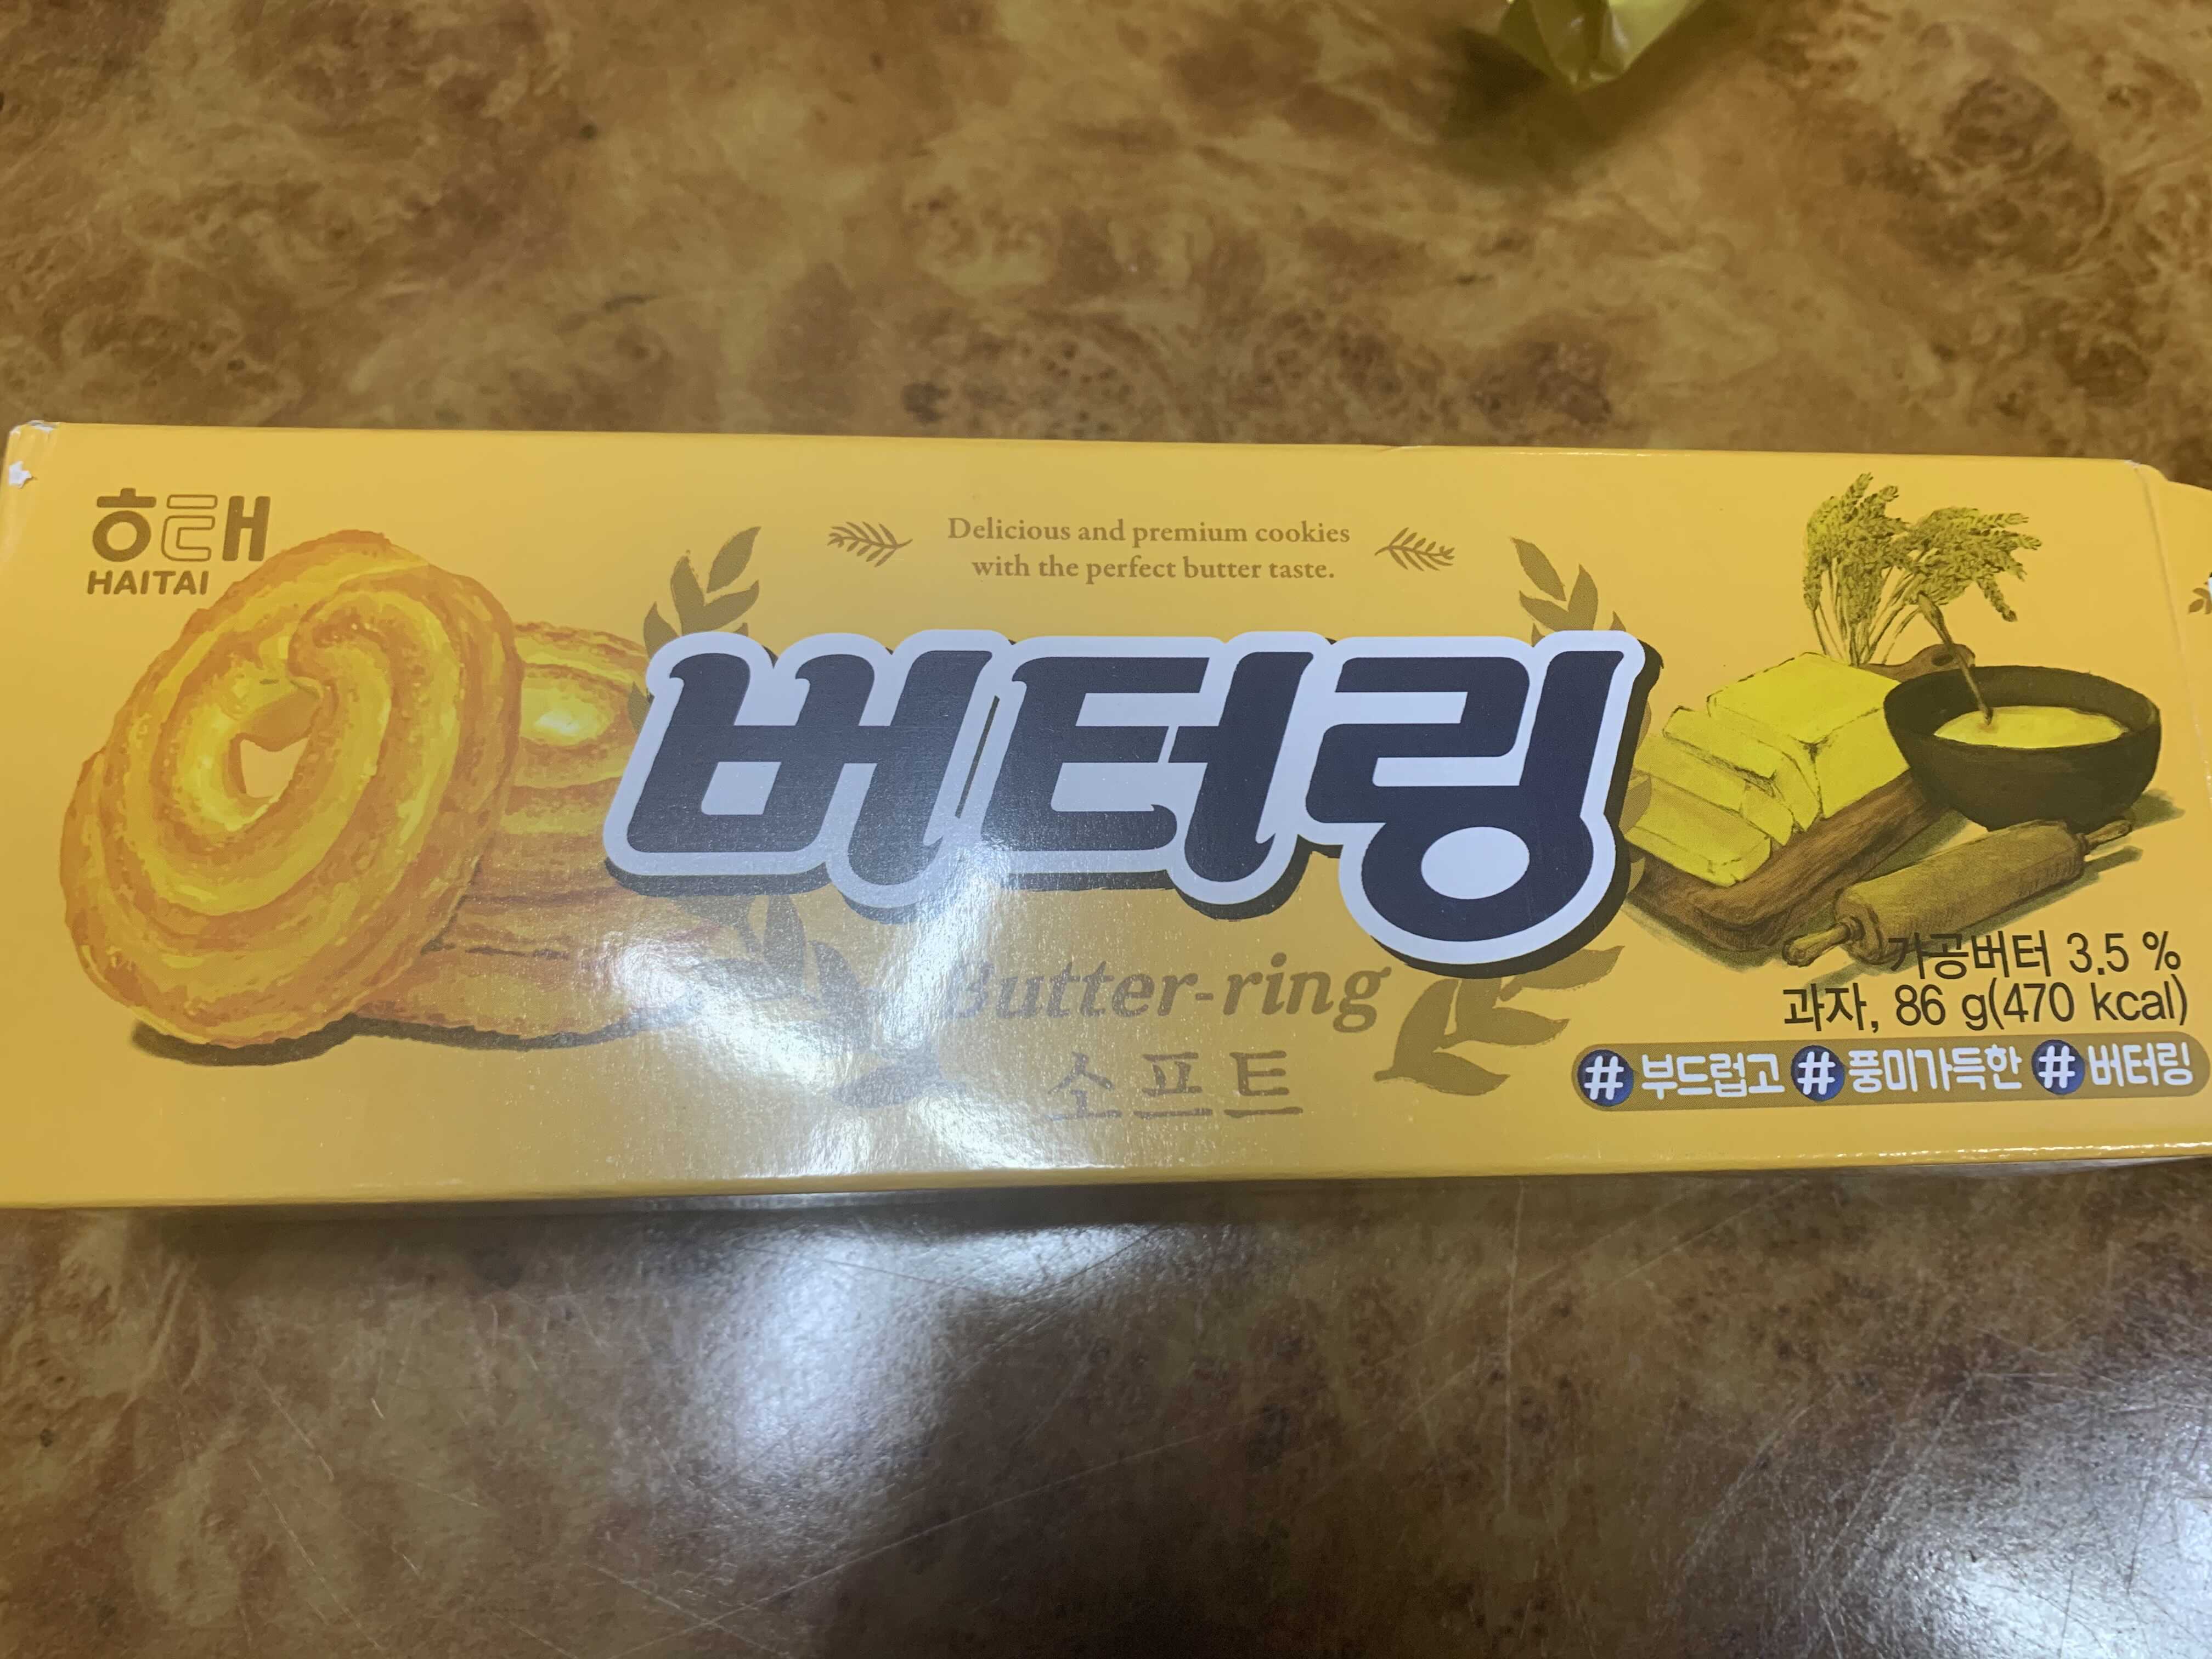 해태
HAITAI
Delicious and premium cookies
with the perfect butter taste.
버터링
Butter-ring
소프트
가공버터 3.5 %
과자, 86 g(470 kcal)
# 부드럽고 # 풍미가득한 # 버터링